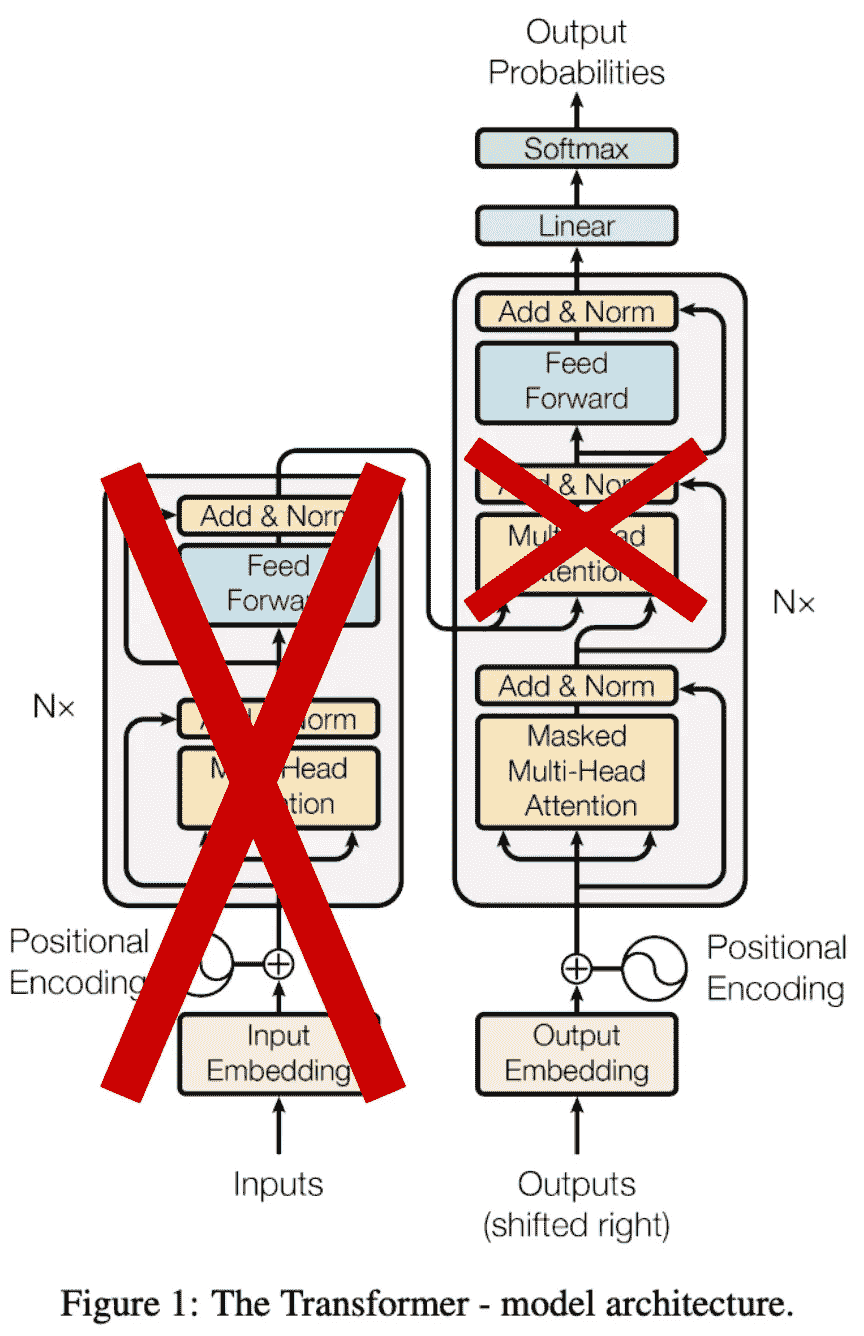 Output
Probabilities
Softmax
Linear
Add & Norm
Feed
Forward
Add & Norm
Multi-Head
Attention
Nx
Add & Norm
Masked
Multi-Head
Attention
Positional
Encoding
Output
Embedding
Outputs
(shifted right)
Add & Norm
Feed
Forward
Nx
Add & Norm
Multi-Head
Attention
Positional
Encoding
Input
Embedding
Inputs
Figure 1: The Transformer - model architecture.